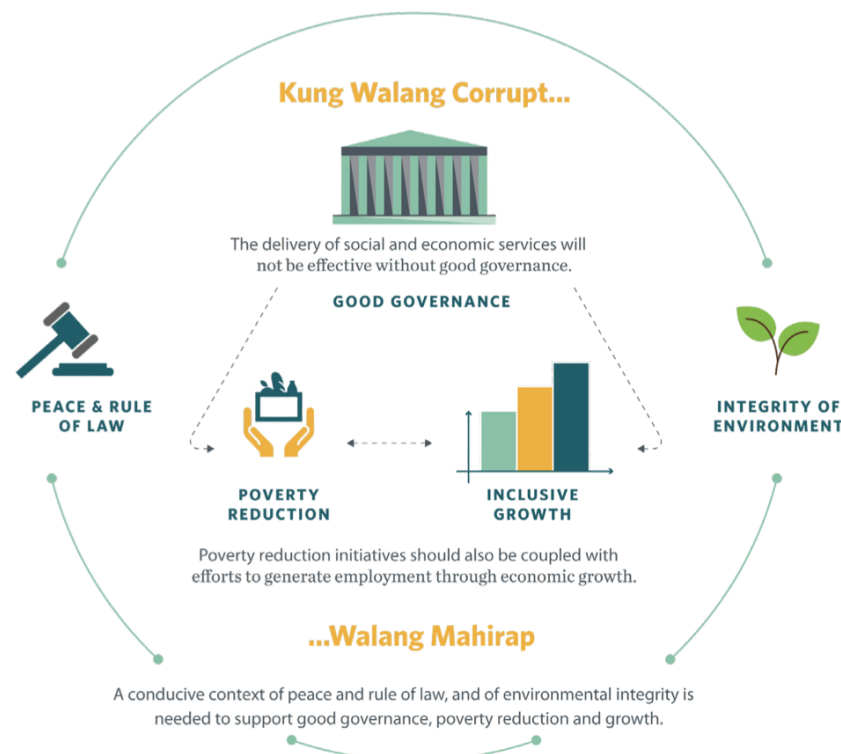 Kung Walang Corrupt...
The delivery of social and economic services will
not be effective without good governance.
GOOD GOVERNANCE
PEACE & RULE
OF LAW
INTEGRITY OF
ENVIRONMENT
POVERTY
REDUCTION
INCLUSIVE
GROWTH
Poverty reduction initiatives should also be coupled with
efforts to generate employment through economic growth.
...Walang Mahirap
A conducive context of peace and rule of law, and of environmental integrity is
needed to support good governance, poverty reduction and growth.